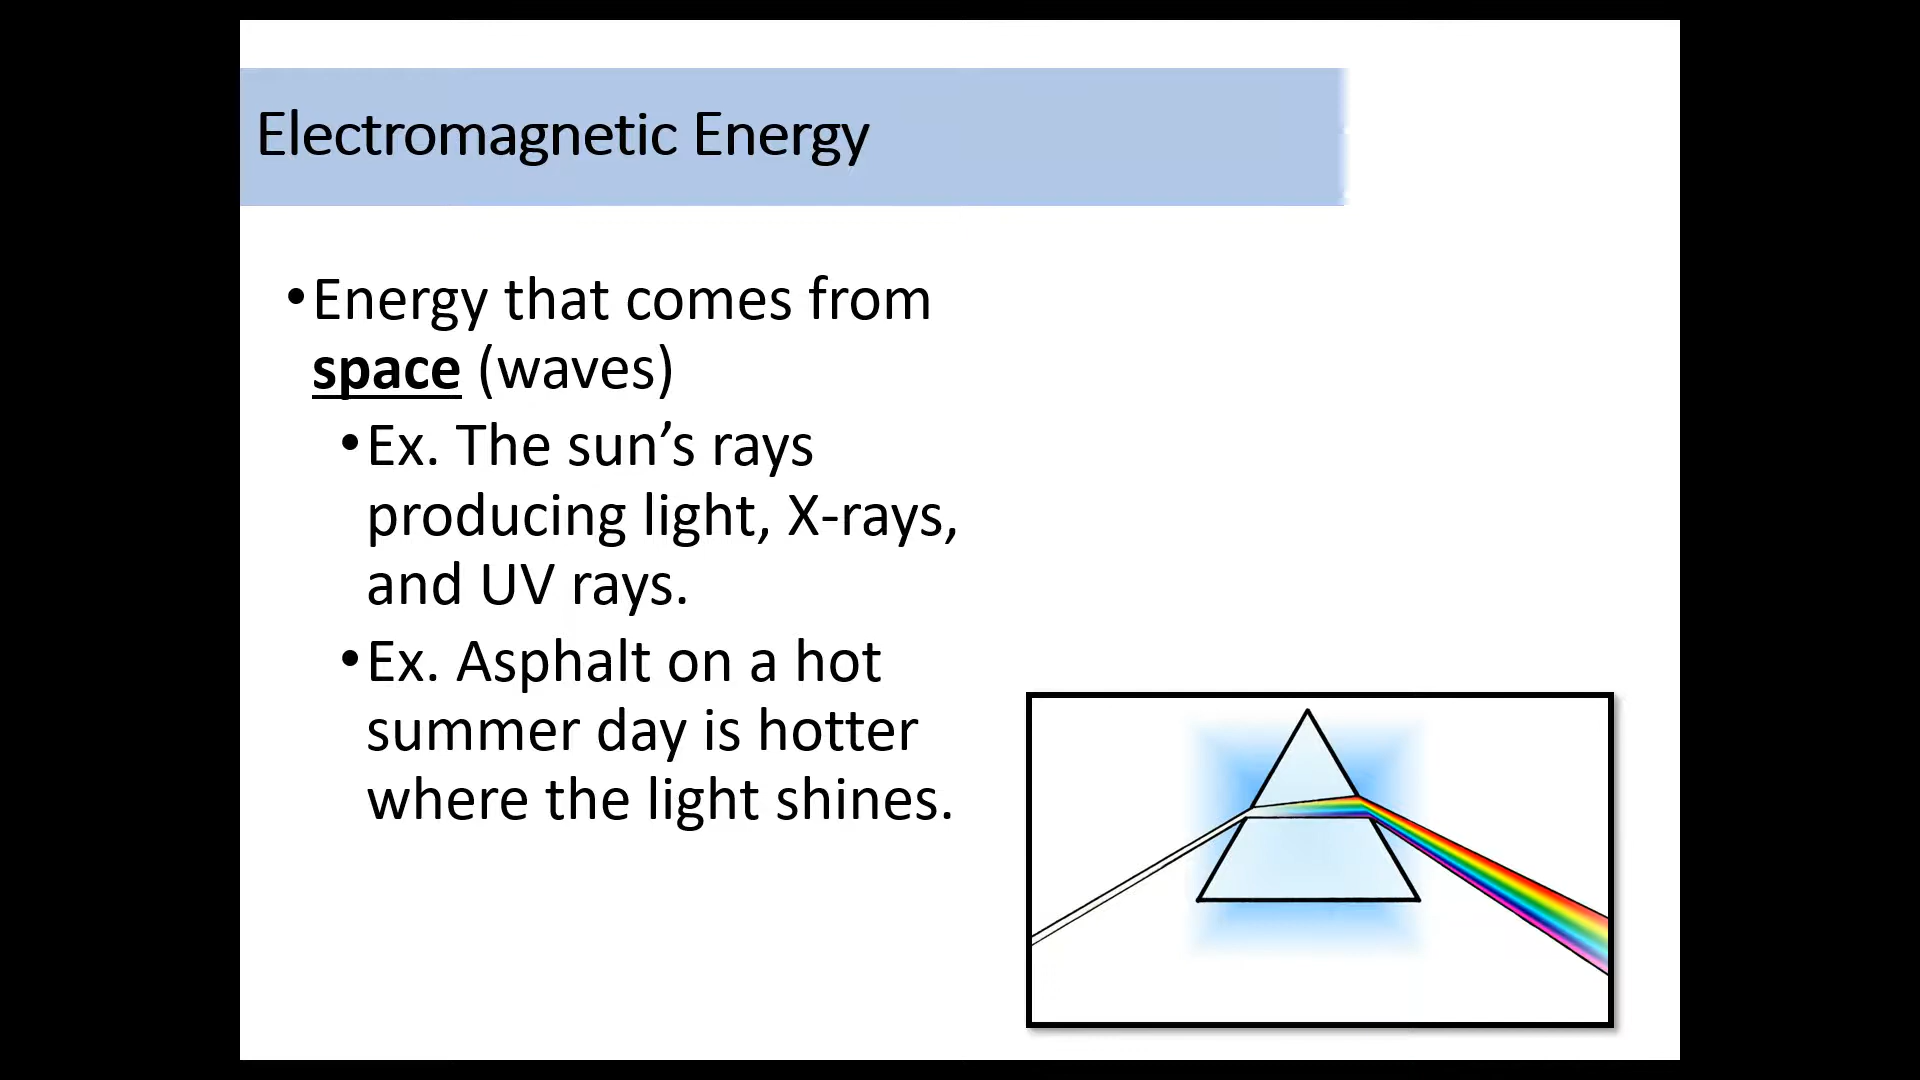 Electromagnetic Energy
•Energy that comes from
space (waves)
•Ex. The sun’s rays
producing light, X-rays,
and UV rays.
•Ex. Asphalt on a hot
summer day is hotter
where the light shines.